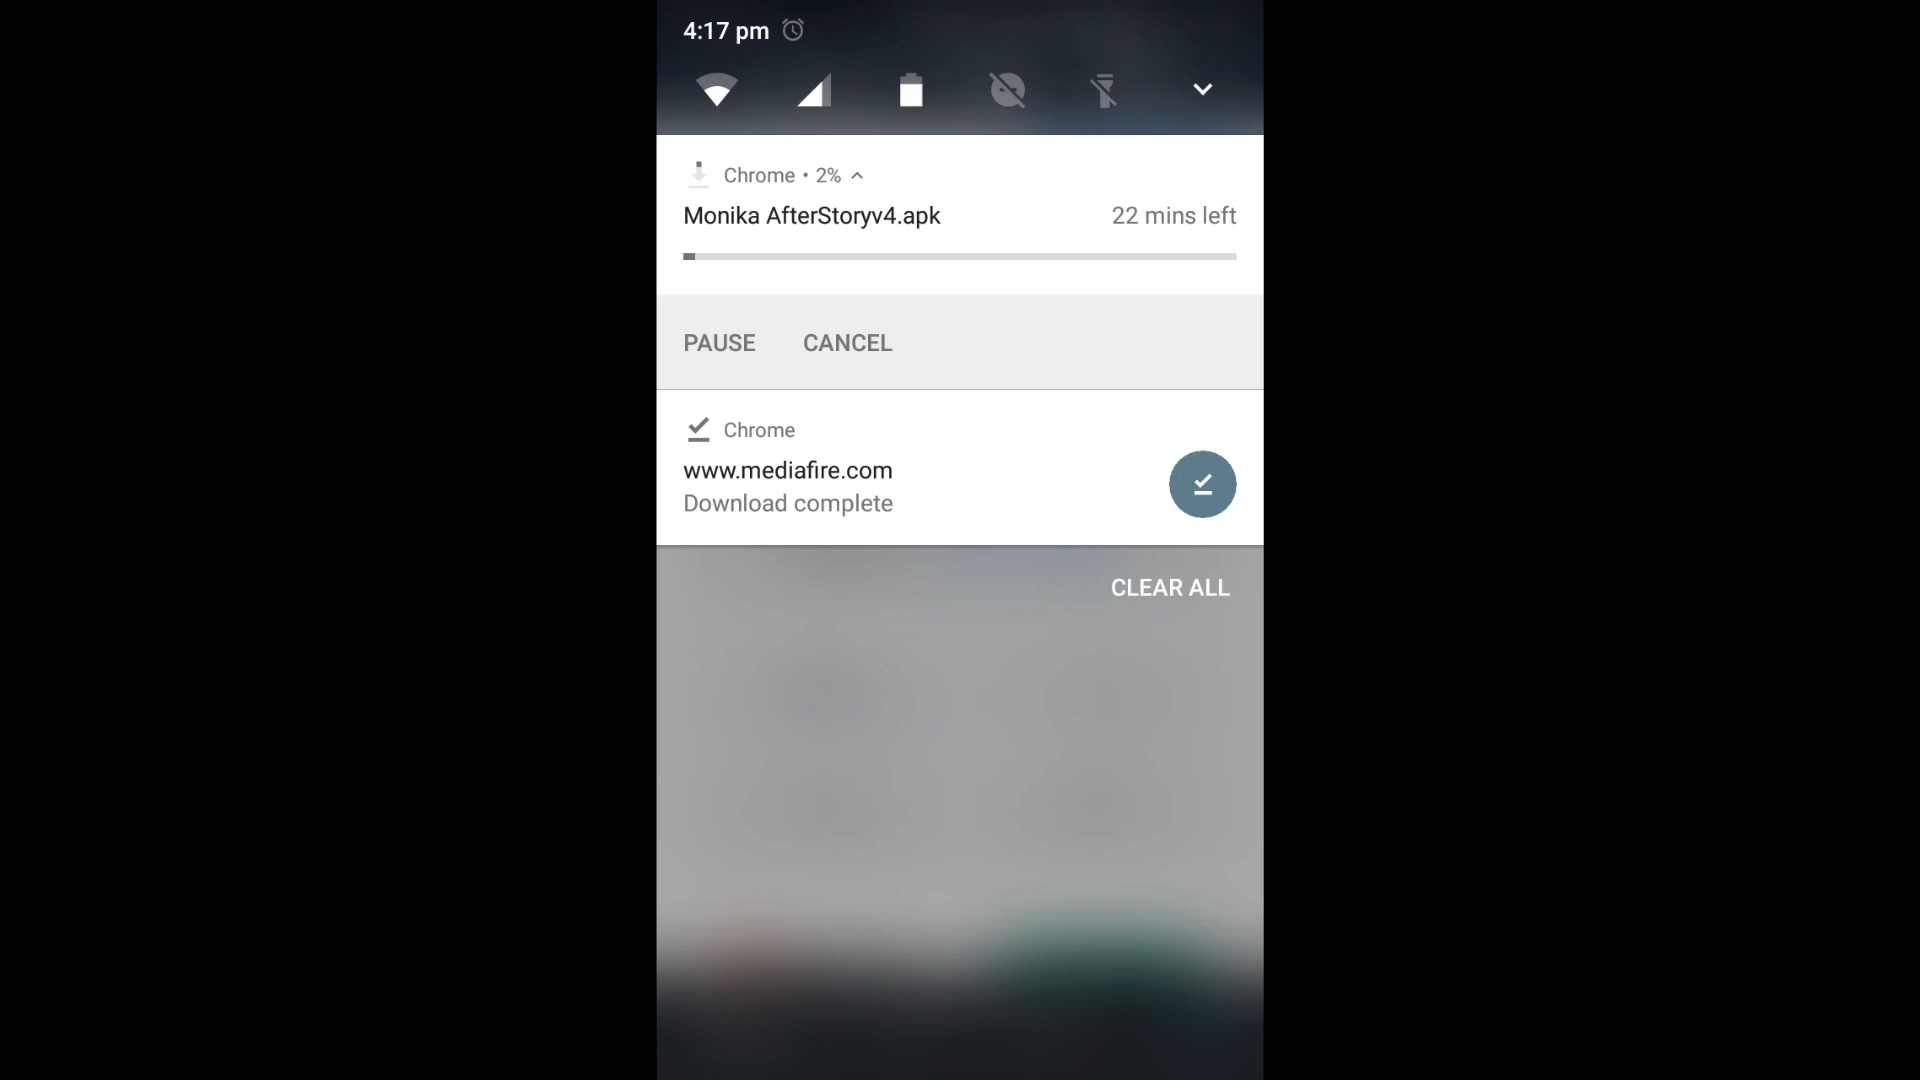 4:17 pm
Chrome • 2%
Monika AfterStoryv4.apk 22 mins left
PAUSE CANCEL
Chrome
www.mediafire.com
Download complete
CLEAR ALL